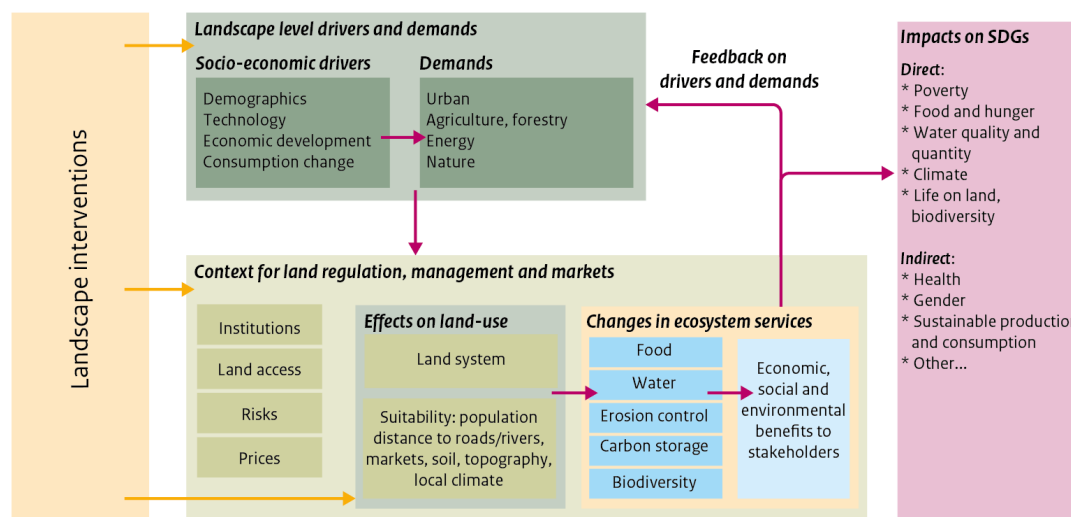 Landscape interventions
Landscape level drivers and demands
Socio-economic drivers
Demographics
Technology
Economic development
Consumption change
Demands
Urban
Agriculture, forestry
Energy
Nature
Feedback on
drivers and demands
Context for land regulation, management and markets
Institutions
Land access
Risks
Prices
Effects on land-use
Land system
Suitability: population
distance to roads/rivers,
markets, soil, topography,
local climate
Changes in ecosystem services
Food
Water
Erosion control
Carbon storage
Biodiversity
Economic,
social and
environmental
benefits to
stakeholders
Impacts on SDGs
Direct:
* Poverty
* Food and hunger
* Water quality and
quantity
* Climate
* Life on land,
biodiversity
Indirect:
* Health
* Gender
* Sustainable productio
and consumption
* Other...